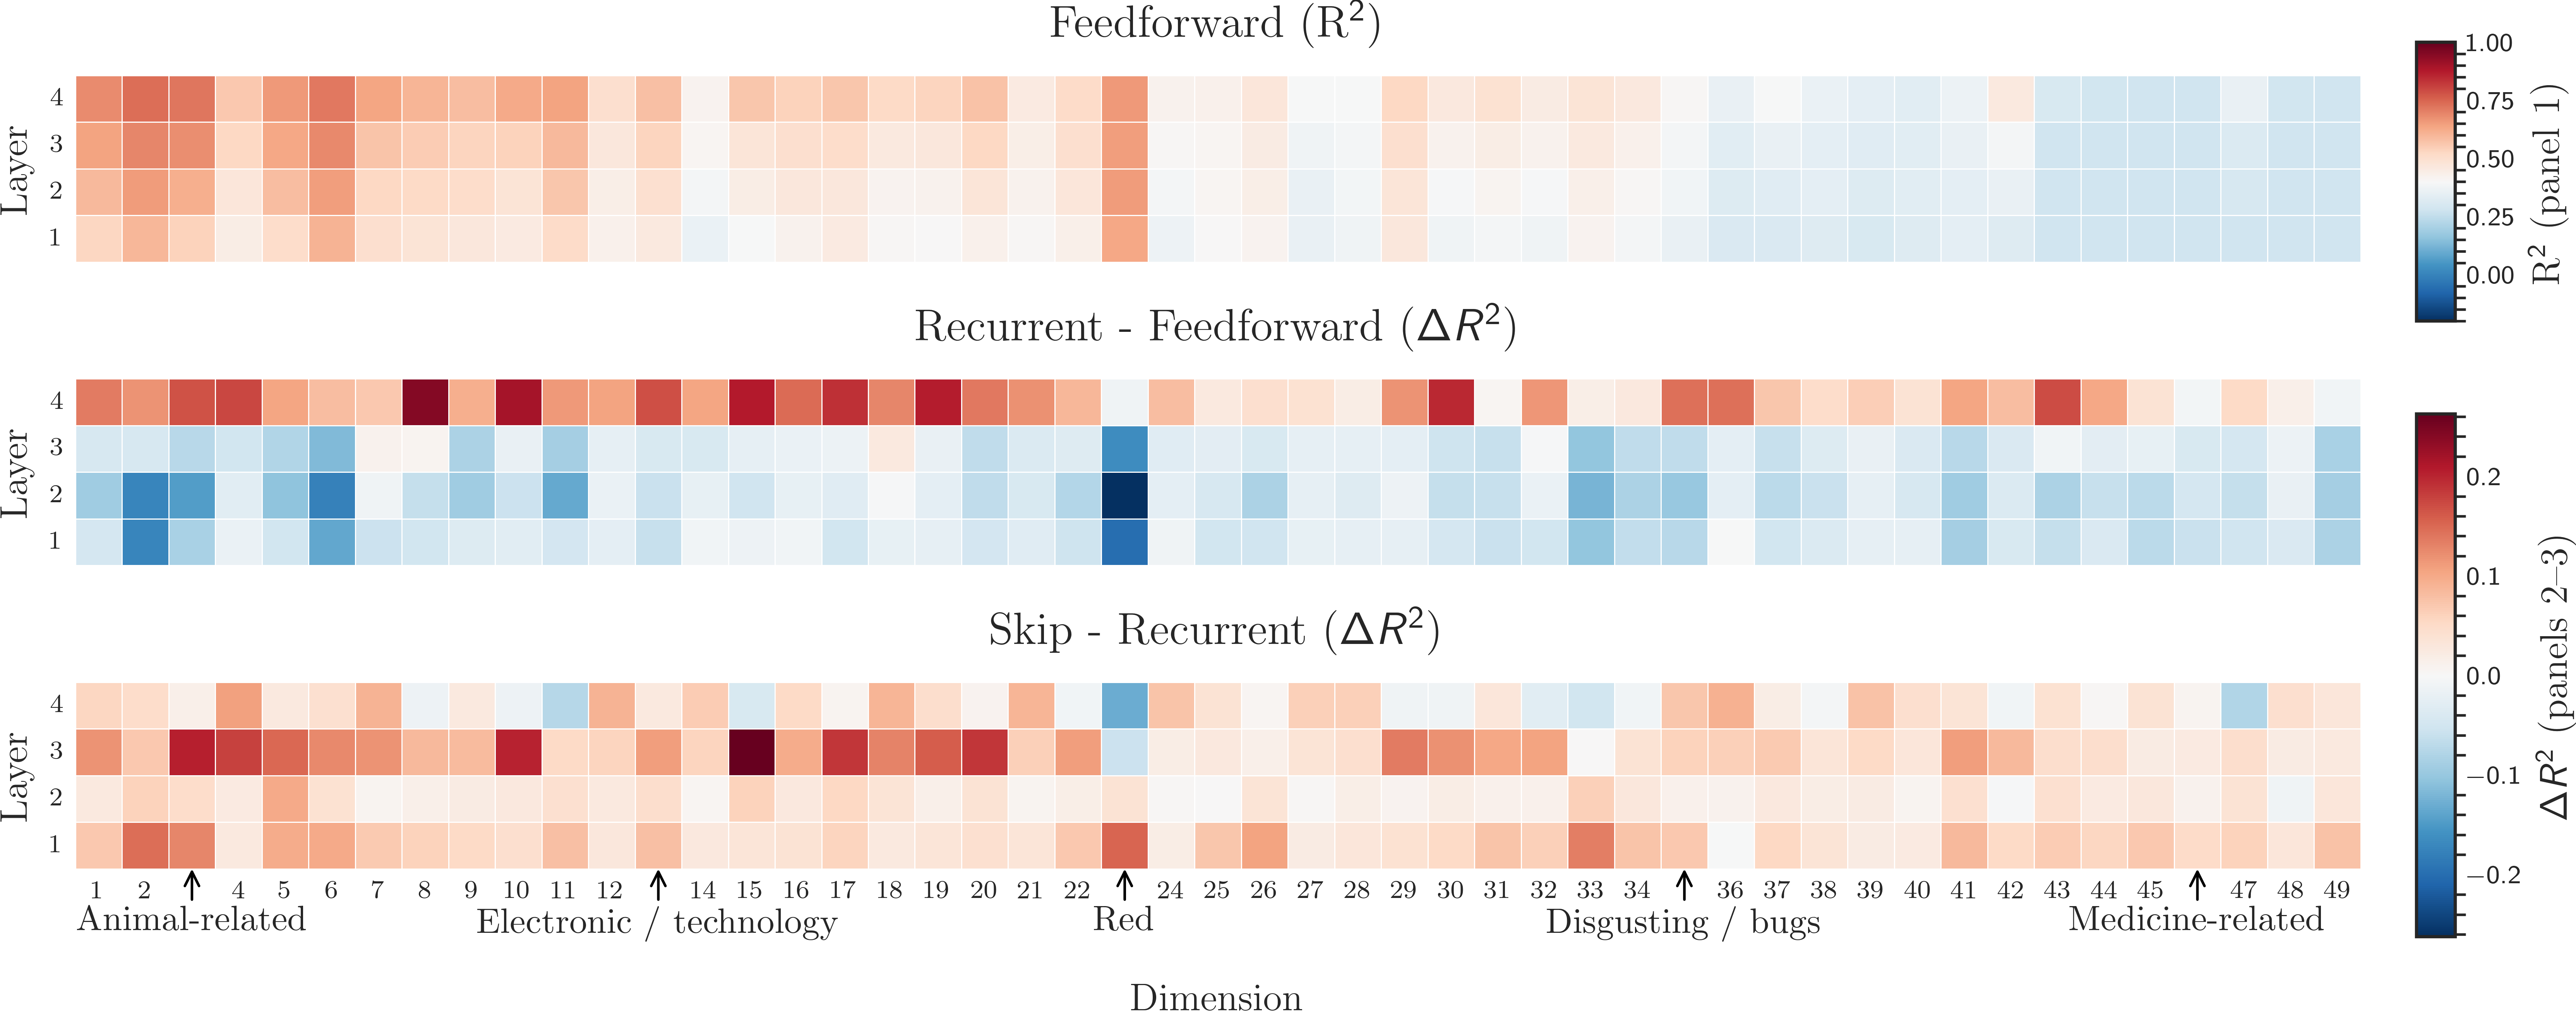 Feedforward (R²)
Layer
4
3
2
1
1.00
0.75
0.50
0.25
0.00
R² (panel 1)
Recurrent - Feedforward (ΔR²)
Layer
4
3
2
1
Skip - Recurrent (ΔR²)
Layer
4
3
2
1
0.2
0.1
0.0
−0.1
−0.2
ΔR² (panels 2–3)
1 2 4 5 6 7 8 9 10 11 12 14 15 16 17 18 19 20 21 22 24 25 26 27 28 29 30 31 32 33 34 36 37 38 39 40 41 42 43 44 45 47 48 49
Animal-related Electronic / technology Red Disgusting / bugs Medicine-related
Dimension